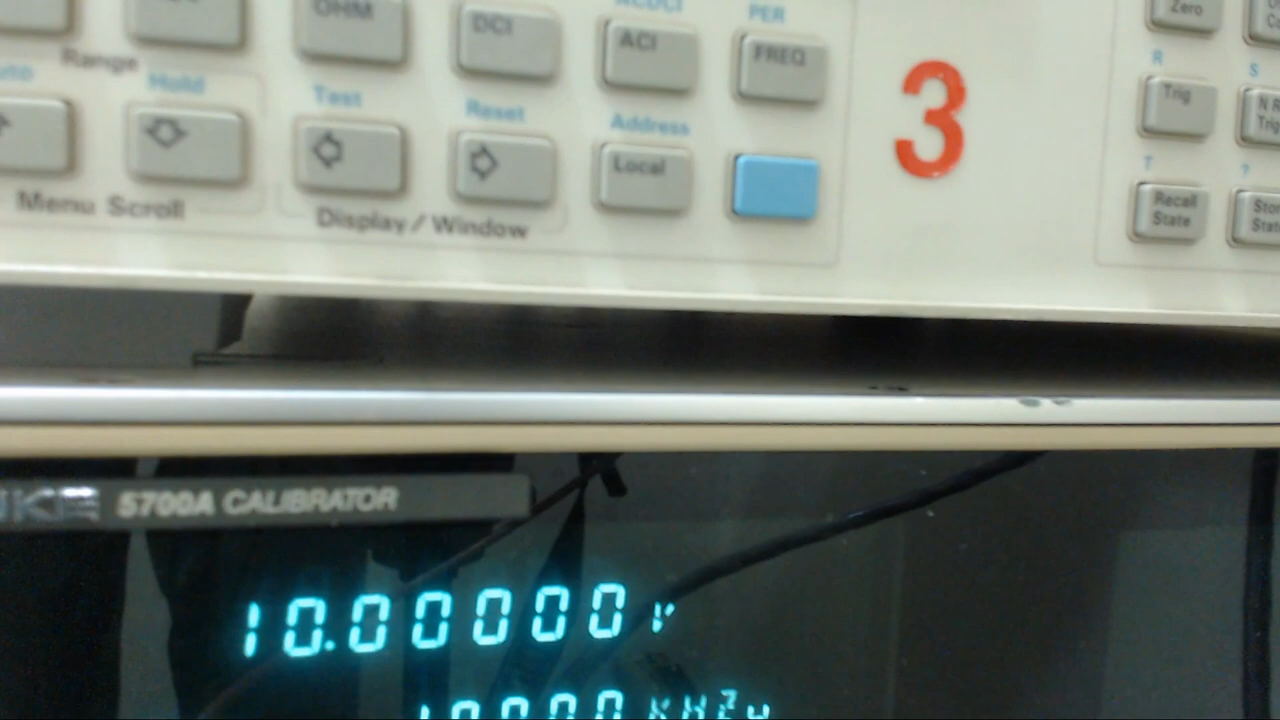 OHM
DCI
ACI
PER
FREQ
Zero
Range
Hold
Test
Reset
Address
Local
3
R
S
Trig
T
?
Recall
State
Menu Scroll
Display / Window
5700A CALIBRATOR
10.00000 V